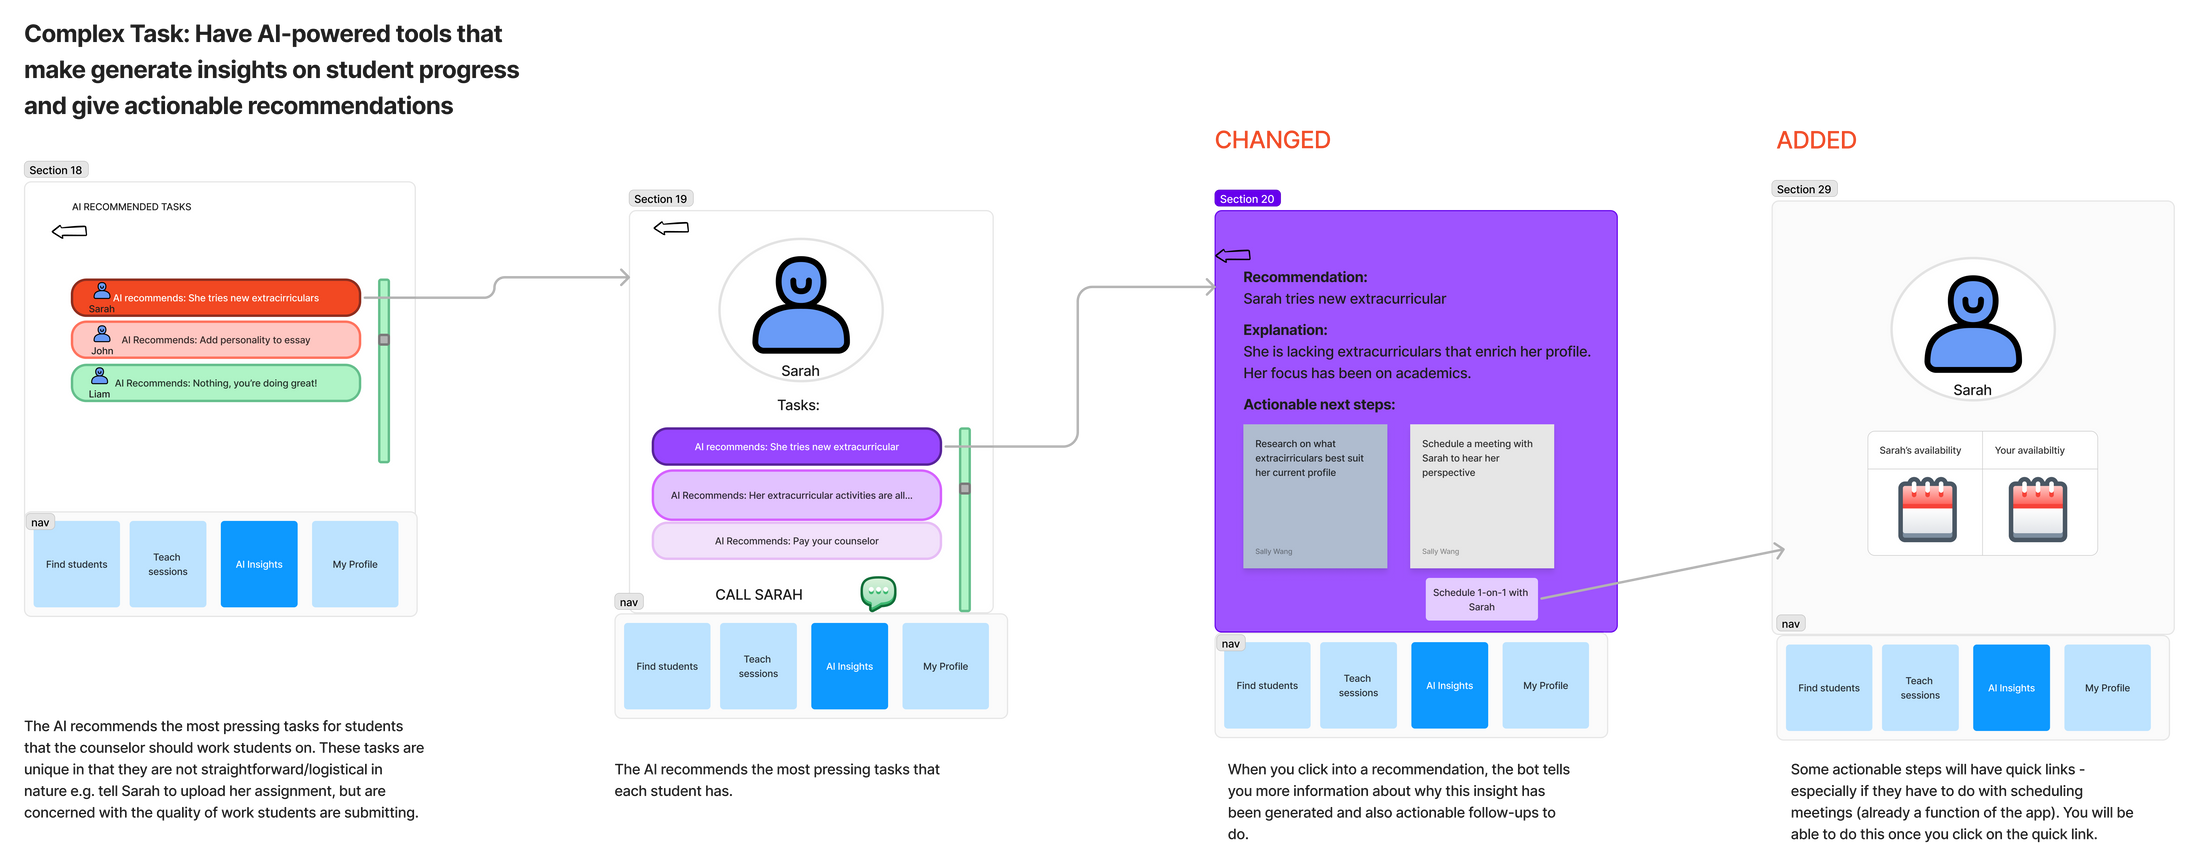 Complex Task: Have AI-powered tools that
make generate insights on student progress
and give actionable recommendations
Section 18
AI RECOMMENDED TASKS
AI recommends: She tries new extracirriculars
Sarah
AI Recommends: Add personality to essay
John
AI Recommends: Nothing, you're doing great!
Liam
nav
Find students
Teach
sessions
AI Insights
My Profile
The AI recommends the most pressing tasks for students
that the counselor should work students on. These tasks are
unique in that they are not straightforward/logistical in
nature e.g. tell Sarah to upload her assignment, but are
concerned with the quality of work students are submitting.
Section 19
Sarah
Tasks:
AI recommends: She tries new extracurricular
AI Recommends: Her extracurricular activities are all...
AI Recommends: Pay your counselor
CALL SARAH
nav
Find students
Teach
sessions
AI Insights
My Profile
The AI recommends the most pressing tasks that
each student has.
CHANGED
Section 20
Recommendation:
Sarah tries new extracurricular
Explanation:
She is lacking extracurriculars that enrich her profile.
Her focus has been on academics.
Actionable next steps:
Research on what
extracirriculars best suit
her current profile
Sally Wang
Schedule a meeting with
Sarah to hear her
perspective
Sally Wang
Schedule 1-on-1 with
Sarah
nav
Find students
Teach
sessions
AI Insights
My Profile
When you click into a recommendation, the bot tells
you more information about why this insight has
been generated and also actionable follow-ups to
do.
ADDED
Section 29
Sarah
Sarah's availability
Your availabiltiy
nav
Find students
Teach
sessions
AI Insights
My Profile
Some actionable steps will have quick links -
especially if they have to do with scheduling
meetings (already a function of the app). You will be
able to do this once you click on the quick link.